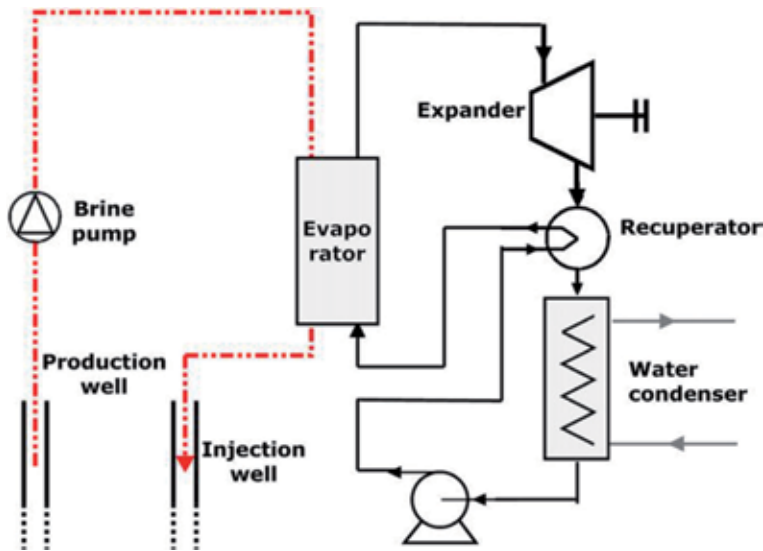 Expander
Brine
pump
Evapo
rator
Recuperator
Production
well
Water
condenser
Injection
well